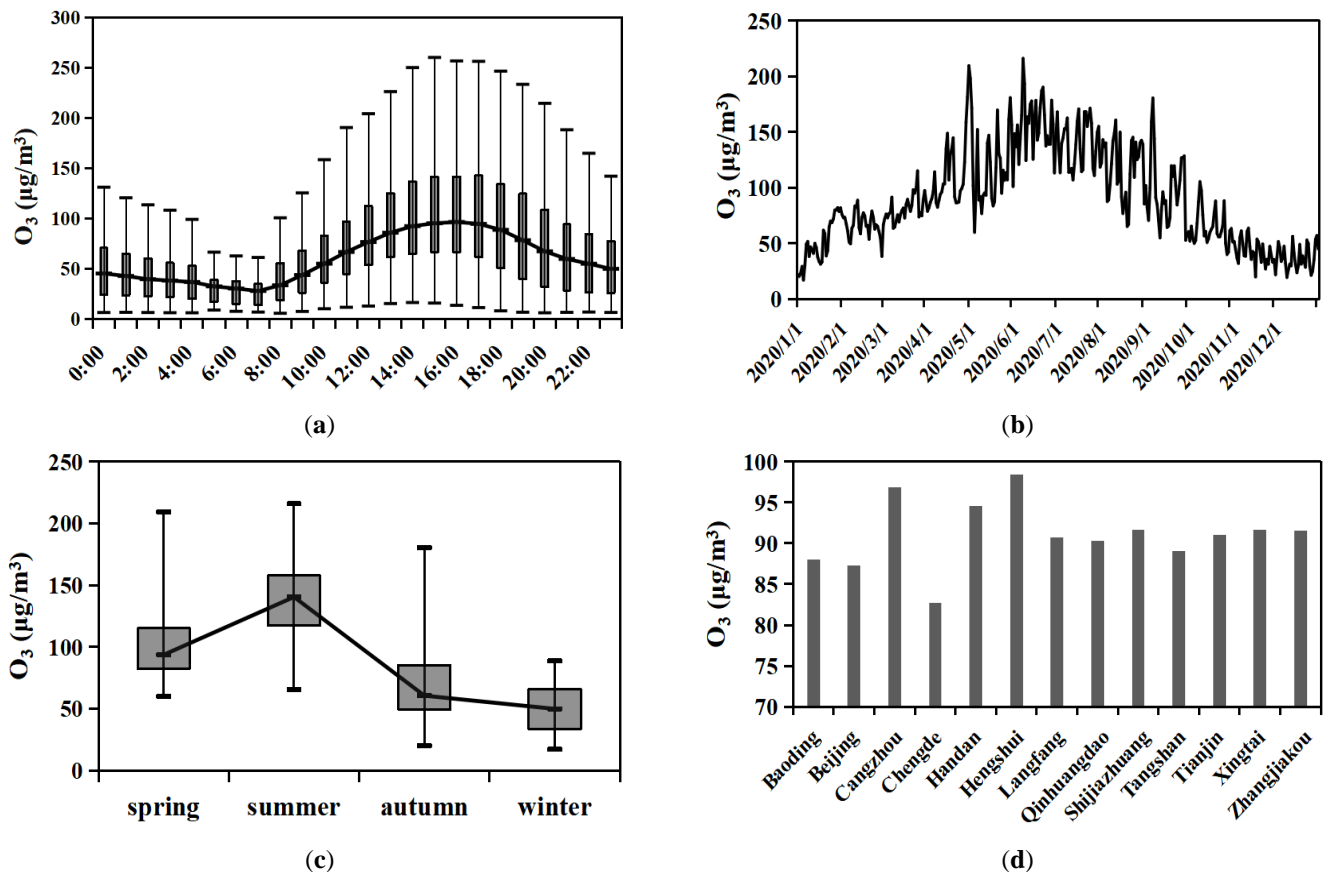 300
250
200
150
100
50
0
O3 (µg/m³)
0:00
2:00
4:00
6:00
8:00
10:00
12:00
14:00
16:00
18:00
20:00
22:00
(a)
250
200
150
100
50
0
O3 (µg/m³)
2020/1/1
2020/2/1
2020/3/1
2020/4/1
2020/5/1
2020/6/1
2020/7/1
2020/8/1
2020/9/1
2020/10/1
2020/11/1
2020/12/1
(b)
250
200
150
100
50
0
O3 (µg/m³)
spring summer autumn winter
(c)
100
95
90
85
80
75
70
O3 (µg/m³)
Baoding
Beijing
Cangzhou
Chengde
Handan
Hengshui
Langfang
Qinhuangdao
Shijiazhuang
Tangshan
Tianjin
Xingtai
Zhangjiakou
(d)